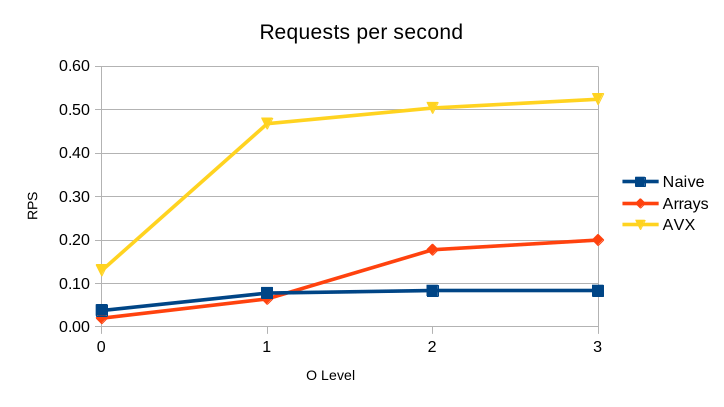 Requests per second
0.60
0.50
0.40
0.30
0.20
0.10
0.00
RPS
0 1 2 3
O Level
Naive
Arrays
AVX